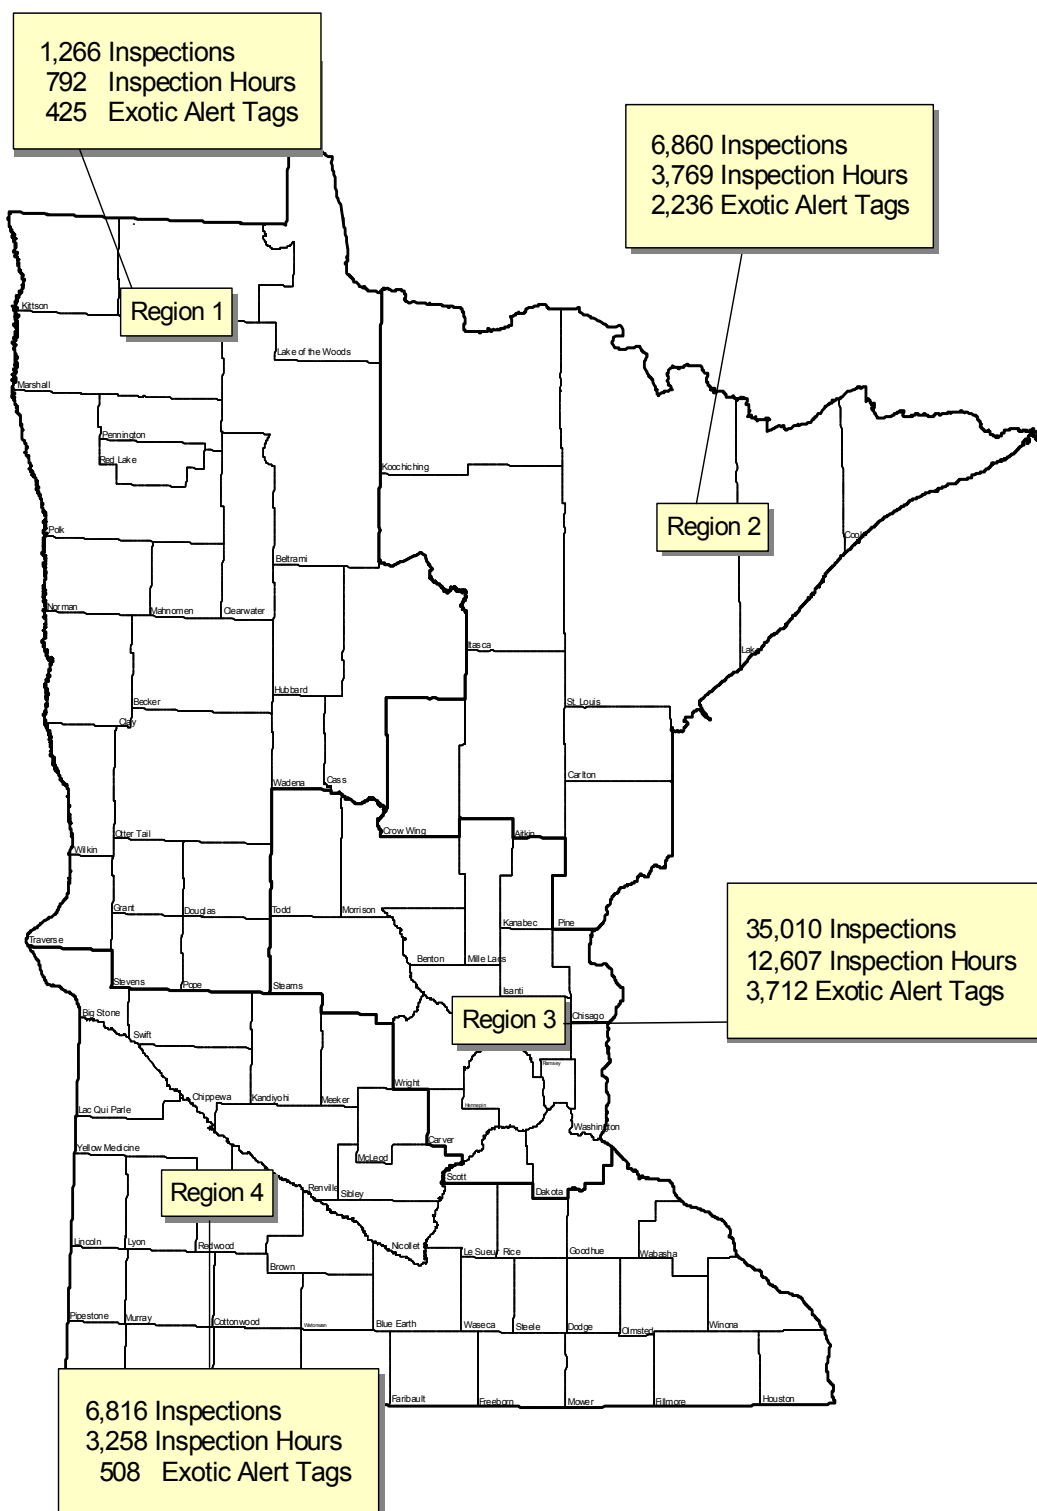 1,266 Inspections
792 Inspection Hours
425 Exotic Alert Tags
6,860 Inspections
3,769 Inspection Hours
2,236 Exotic Alert Tags
Kittson
Region 1
Lake of the Woods
Marshall
Pennington
Red Lake
Koochiching
Region 2
Polk
Cook
Beltrami
Norman
Mahnomen
Clearwater
Itasca
Lake
Hubbard
Becker
St. Louis
Clay
Carlton
Wadena
Cass
Otter Tail
Crow Wing
Aitkin
Wilkin
Grant
Douglas
Todd
Morrison
Kanabec
Pine
35,010 Inspections
12,607 Inspection Hours
3,712 Exotic Alert Tags
Traverse
Benton
Mille Lacs
Stevens
Pope
Stearns
Isanti
Big Stone
Region 3
Chisago
Swift
Ramsey
Wright
Chippewa
Kandiyohi
Meeker
Hennepin
Lac Qui Parle
Washington
Yellow Medicine
McLeod
Carver
Scott
Dakota
Region 4
Renville
Sibley
Lincoln
Lyon
Redwood
Nicollet
Le Sueur
Rice
Goodhue
Wabasha
Brown
Pipestone
Murray
Cottonwood
Watonwan
Blue Earth
Waseca
Steele
Dodge
Olmsted
Winona
Faribault
Freeborn
Mower
Fillmore
Houston
6,816 Inspections
3,258 Inspection Hours
508 Exotic Alert Tags